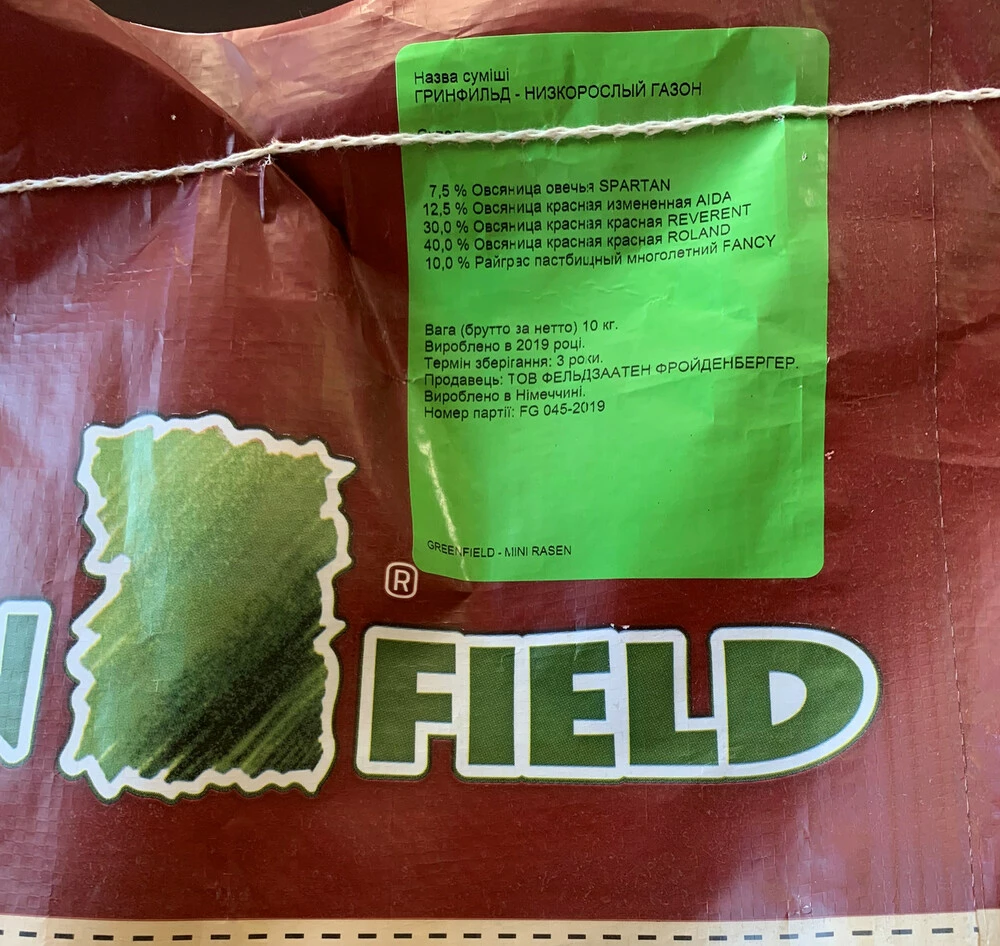 Назва суміші
ГРИНФИЛЬД - НИЗКОРОСЛЫЙ ГАЗОН
7,5 % Овсяница овечья SPARTAN
12,5 % Овсяница красная измененная AIDA
30,0 % Овсяница красная красная REVERENT
40,0 % Овсяница красная красная ROLAND
10,0 % Райграс пастбищный многолетний FANCY
Вага (брутто за нетто) 10 кг.
Вироблено в 2019 році.
Термін зберігання: 3 роки.
Продавець: ТОВ ФЕЛЬДЗААТЕН ФРОЙДЕНБЕРГЕР.
Вироблено в Німеччині.
Номер партії: FG 045-2019
GREENFIELD - MINI RASEN
®
FIELD